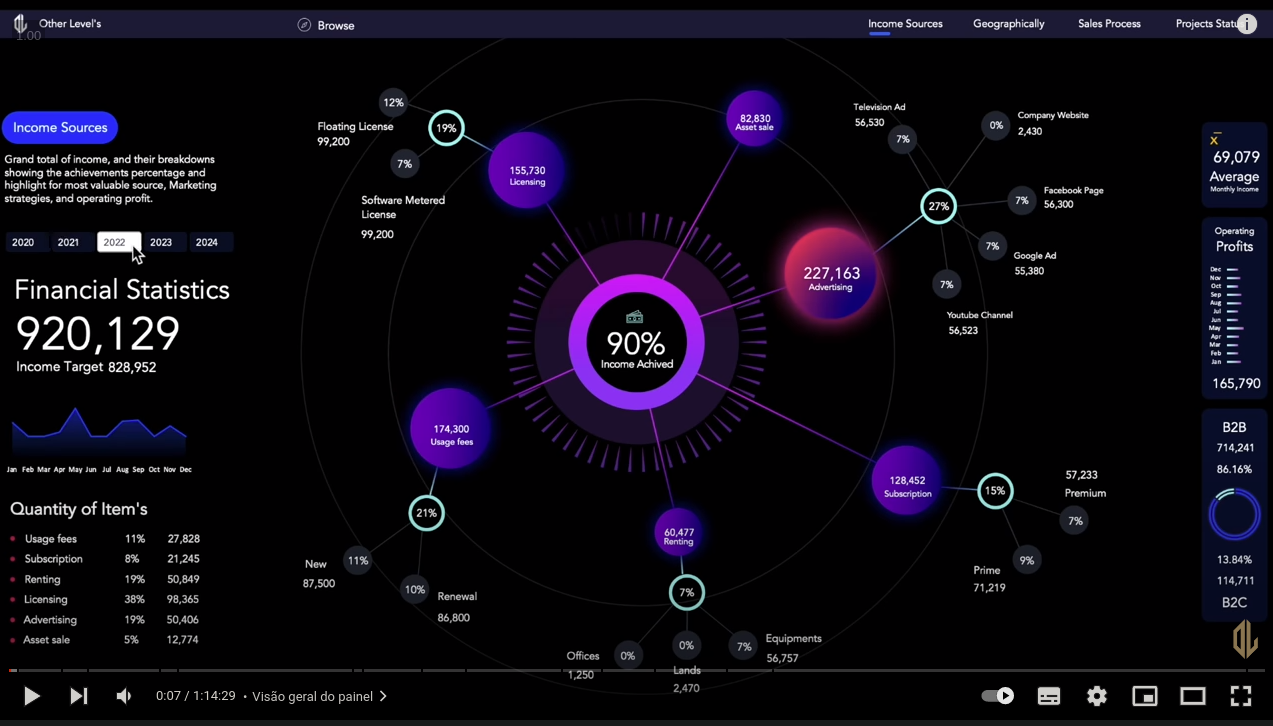 Other Level's
1.00
Browse
Income Sources
Geographically
Sales Process
Projects Status
Income Sources
Grand total of income, and their breakdowns
showing the achievements percentage and
highlight for most valuable source, Marketing
strategies, and operating profit.
2020 2021 2022 2023 2024
Financial Statistics
920,129
Income Target 828,952
Jan Feb Mar Apr May Jun Jul Aug Sep Oct Nov Dec
Quantity of Item's
Usage fees 11% 27,828
Subscription 8% 21,245
Renting 19% 50,849
Licensing 38% 98,365
Advertising 19% 50,406
Asset sale 5% 12,774
12%
Floating License
99,200
19%
7%
Software Metered
License
99,200
155,730
Licensing
82,830
Asset sale
Television Ad
56,530
7%
0%
Company Website
2,430
27%
7%
Facebook Page
56,300
7%
Google Ad
55,380
7%
Youtube Channel
56,523
227,163
Advertising
90%
Income Achived
174,300
Usage fees
21%
New
87,500
11%
10%
Renewal
86,800
60,477
Renting
7%
Offices
1,250
0%
0%
Lands
2,470
7%
Equipments
56,757
128,452
Subscription
15%
57,233
Premium
7%
9%
Prime
71,219
x
69,079
Average
Monthly Income
Operating
Profits
Dec
Nov
Oct
Sep
Aug
Jul
Jun
May
Apr
Mar
Feb
Jan
165,790
B2B
714,241
86.16%
13.84%
114,711
B2C
0:07 / 1:14:29 • Visão geral do painel